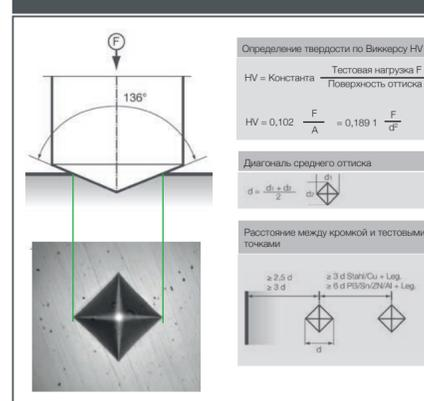 F
136°
Определение твердости по Виккерсу HV
HV = Константа Тестовая нагрузка F
Поверхность оттиска
HV = 0,102 F
A = 0,189 1 F
d²
Диагональ среднего оттиска
d = d₁ + d₂
2
d₁
d₂
Расстояние между кромкой и тестовыми
точками
≥ 2,5 d ≥ 3 d Stahl/Cu + Leg.
≥ 3 d ≥ 6 d PB/Sn/ZN/Al + Leg.
d